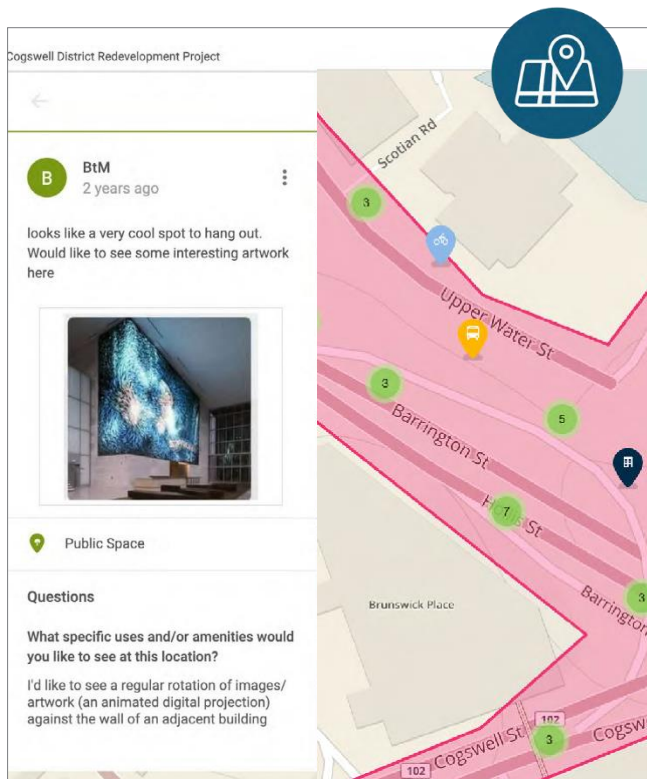 Cogswell District Redevelopment Project
B
BtM
2 years ago
looks like a very cool spot to hang out.
Would like to see some interesting artwork
here
Public Space
Questions
What specific uses and/or amenities would
you like to see at this location?
I'd like to see a regular rotation of images/
artwork (an animated digital projection)
against the wall of an adjacent building
Scotian Rd
3
Upper Water St
3
5
Barrington St
7
Hollis St
3
Barrington
Brunswick Place
102
Cogswell St
3
Cogsw
102